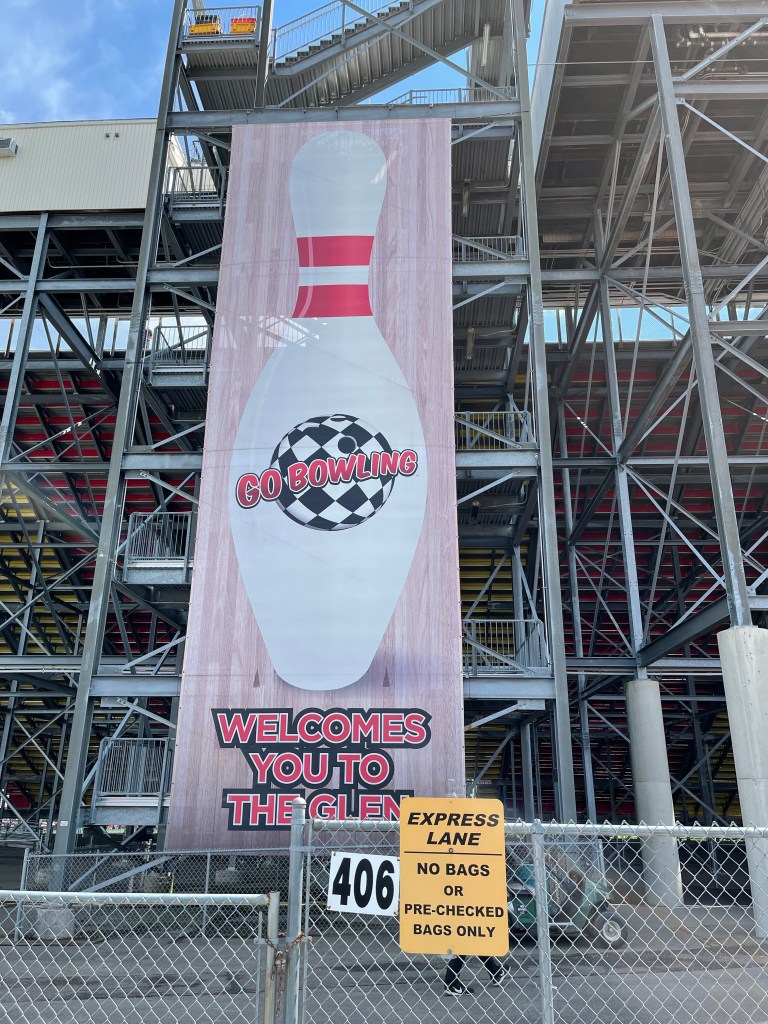 GO BOWLING
WELCOMES
YOU TO
THE GLEN
406
EXPRESS
LANE
NO BAGS
OR
PRE-CHECKED
BAGS ONLY